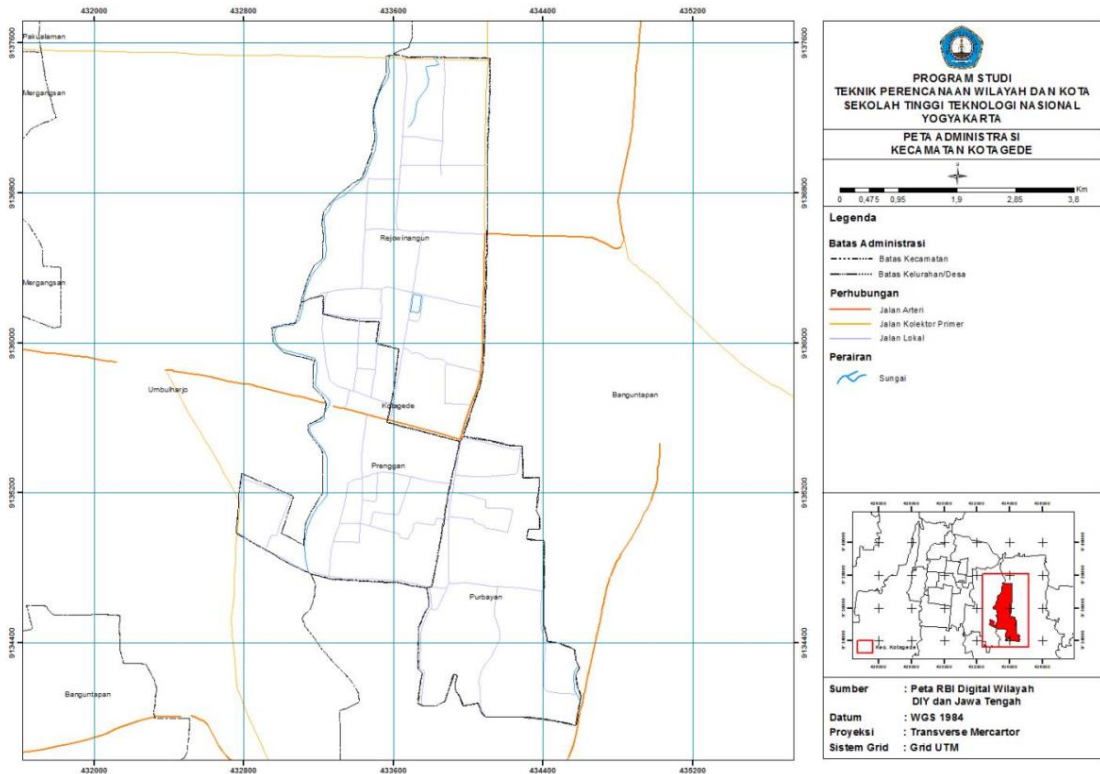 432000 432800 433600 434400 435200
9137600
9136800
9136000
9135200
9134400
Pakualaman
Mergangsan
Mergangsan
Rejowinangun
Umbulharjo
Kotagede
Banguntapan
Prenggan
Purbayan
Banguntapan
9137600
9136800
9136000
9135200
9134400
432000 432800 433600 434400 435200
PROGRAM STUDI
TEKNIK PERENCANAAN WILAYAH DAN KOTA
SEKOLAH TINGGI TEKNOLOGI NASIONAL
YOGYAKARTA
PETA ADMINISTRASI
KECAMATAN KOTAGEDE
Km
0 0,475 0,95 1,9 2,85 3,8
Legenda
Batas Administrasi
Batas Kecamatan
Batas Kelurahan/Desa
Perhubungan
Jalan Arteri
Jalan Kolektor Primer
Jalan Lokal
Perairan
Sungai
Kec. Kotagede
Sumber : Peta RBI Digital Wilayah
DIY dan Jawa Tengah
Datum : WGS 1984
Proyeksi : Transverse Mercartor
Sistem Grid : Grid UTM